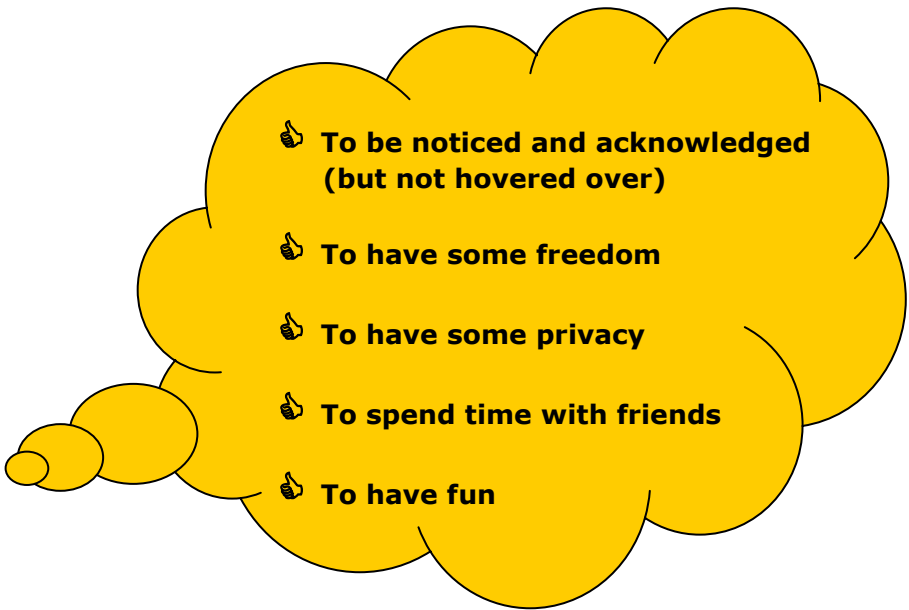 To be noticed and acknowledged
(but not hovered over)
To have some freedom
To have some privacy
To spend time with friends
To have fun